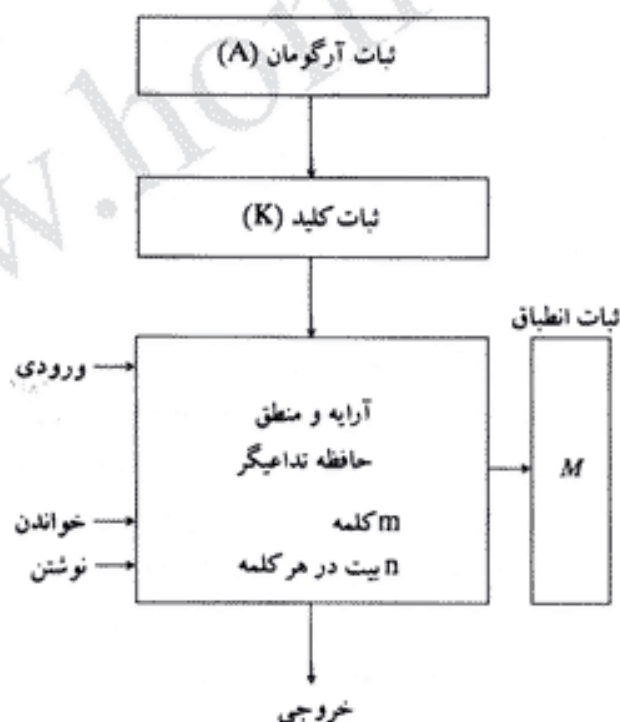 ثبات آرگومان (A)
ثبات کلید (K)
ثبات انطباق
ورودی
آرایه و منطق
حافظه تداعیگر
M
خواندن
m کلمه
نوشتن
n بیت در هر کلمه
خروجی